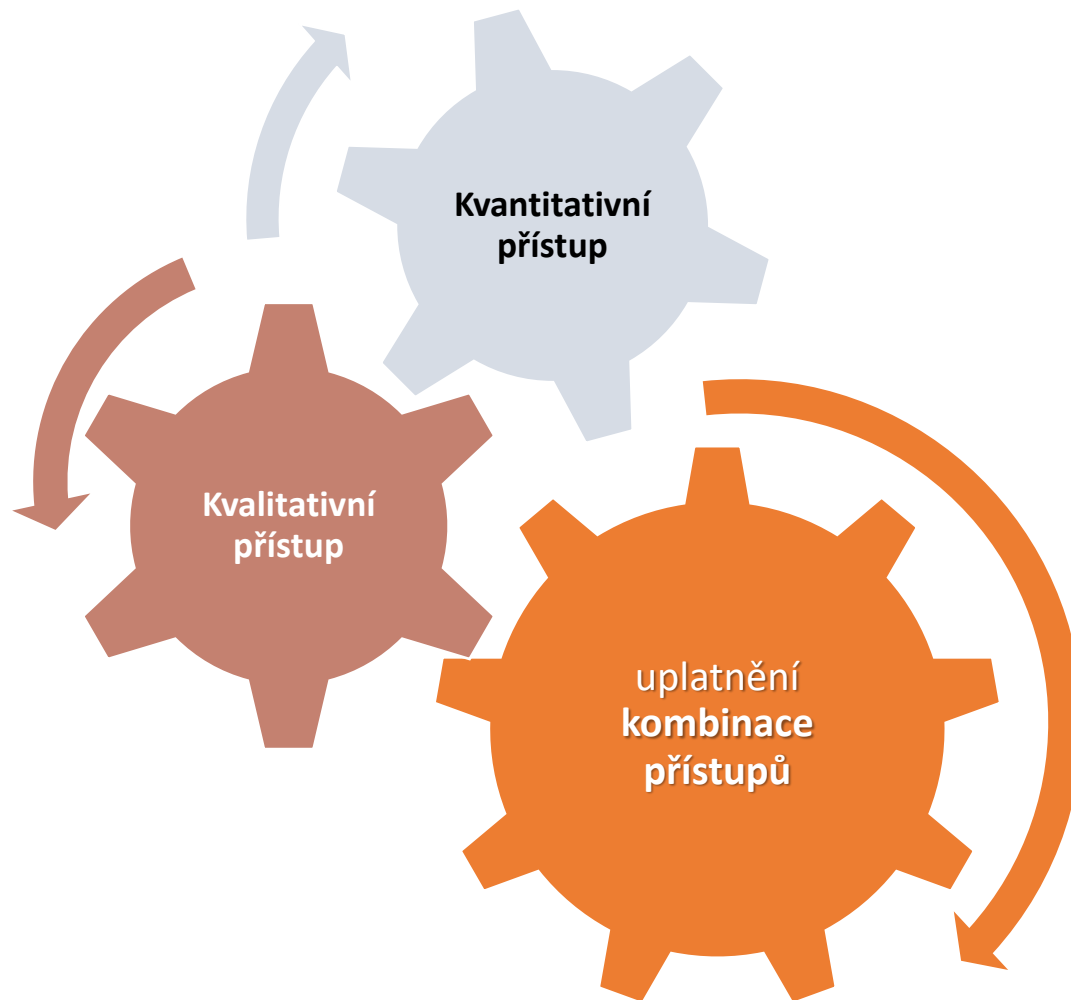 Kvantitativní
přístup
Kvalitativní
přístup
uplatnění
kombinace
přístupů